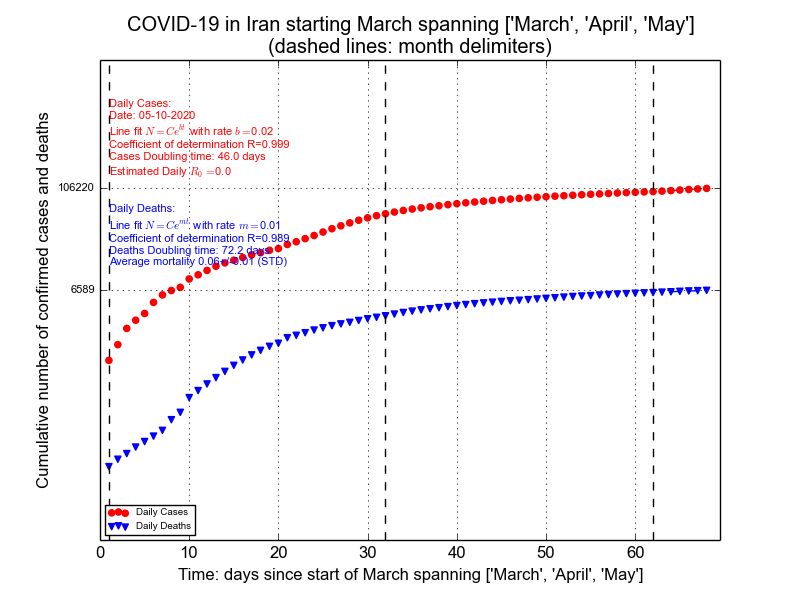 COVID-19 in Iran starting March spanning ['March', 'April', 'May']
(dashed lines: month delimiters)
Cumulative number of confirmed cases and deaths
Daily Cases:
Date: 05-10-2020
Line fit N = Ce^{bt} with rate b =0.02
Coefficient of determination R=0.999
Cases Doubling time: 46.0 days
Estimated Daily R_0 =0.0
106220
Daily Deaths:
Line fit N = Ce^{mt} with rate m =0.01
Coefficient of determination R=0.989
Deaths Doubling time: 72.2 days
Average mortality 0.06+/-0.01 (STD)
6589
Daily Cases
Daily Deaths
0 10 20 30 40 50 60
Time: days since start of March spanning ['March', 'April', 'May']